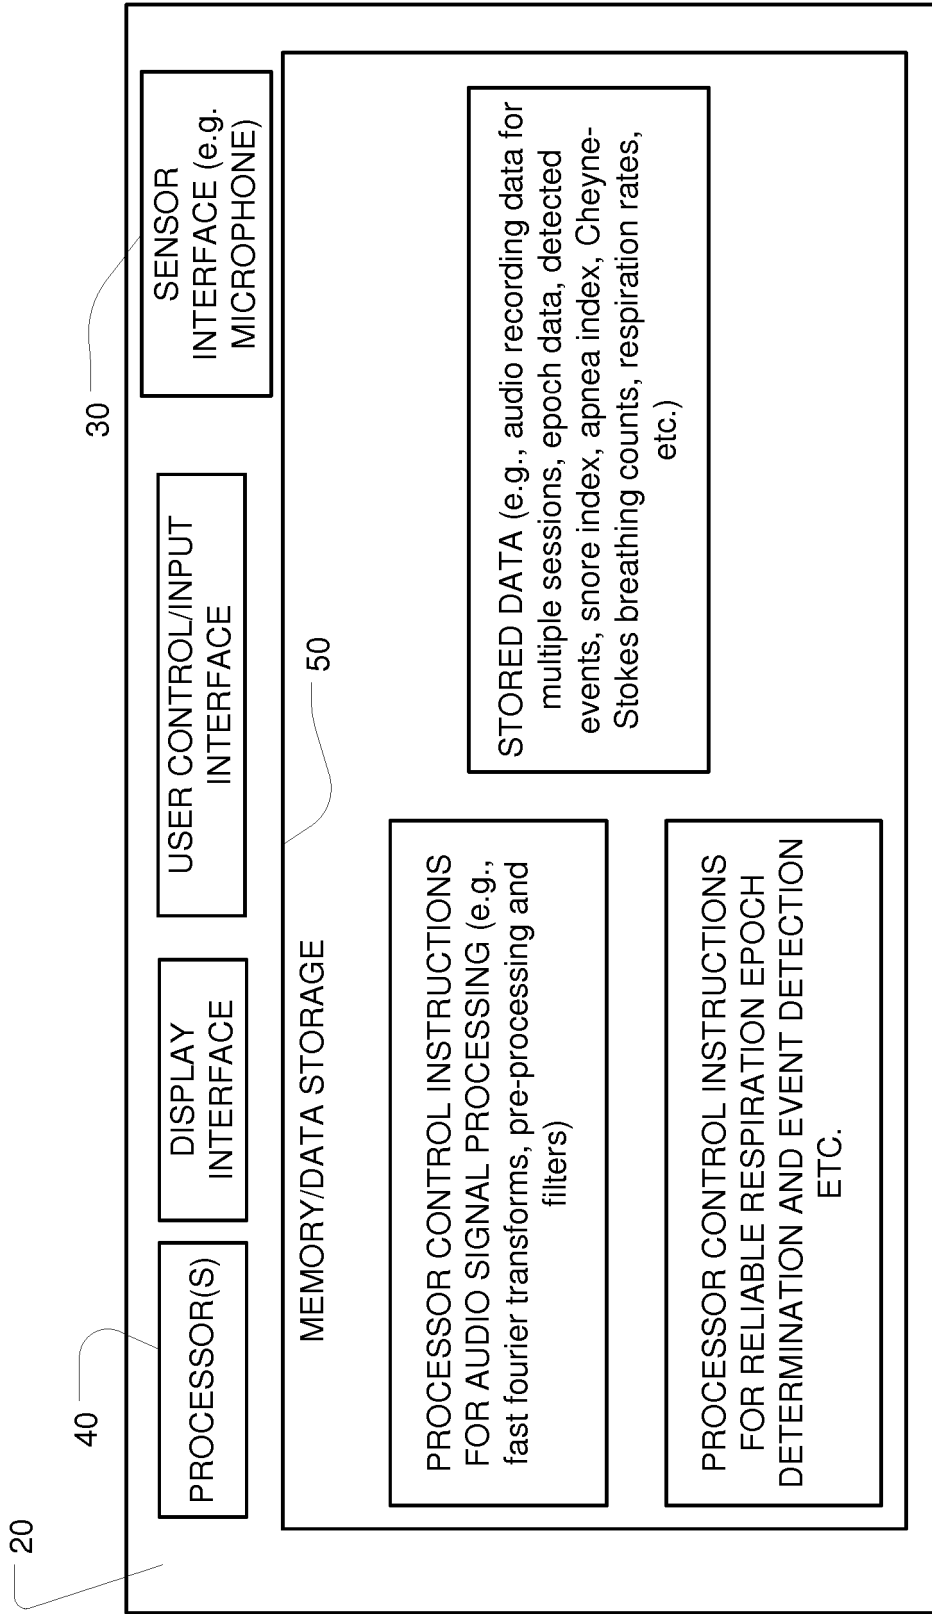 20
40
30
PROCESSOR(S)
DISPLAY
INTERFACE
USER CONTROL/INPUT
INTERFACE
SENSOR
INTERFACE (e.g.
MICROPHONE)
50
MEMORY/DATA STORAGE
PROCESSOR CONTROL INSTRUCTIONS
FOR AUDIO SIGNAL PROCESSING (e.g.,
fast fourier transforms, pre-processing and
filters)
STORED DATA (e.g., audio recording data for
multiple sessions, epoch data, detected
events, snore index, apnea index, Cheyne-
Stokes breathing counts, respiration rates,
etc.)
PROCESSOR CONTROL INSTRUCTIONS
FOR RELIABLE RESPIRATION EPOCH
DETERMINATION AND EVENT DETECTION
ETC.